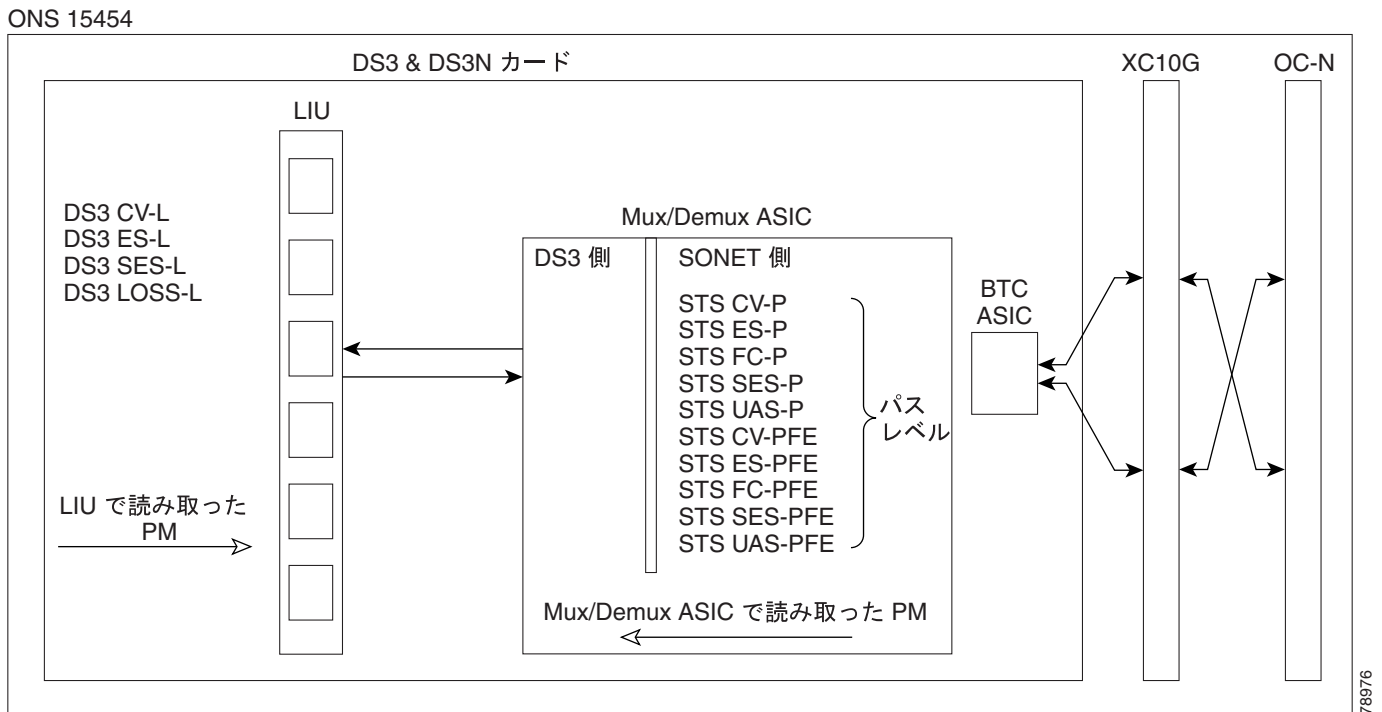 ONS 15454
DS3 & DS3N カード
XC10G
OC-N
LIU
DS3 CV-L
DS3 ES-L
DS3 SES-L
DS3 LOSS-L
LIU で読み取った
PM
Mux/Demux ASIC
DS3 側
SONET 側
STS CV-P
STS ES-P
STS FC-P
STS SES-P
STS UAS-P
STS CV-PFE
STS ES-PFE
STS FC-PFE
STS SES-PFE
STS UAS-PFE
パス
レベル
Mux/Demux ASIC で読み取った PM
BTC
ASIC
78976